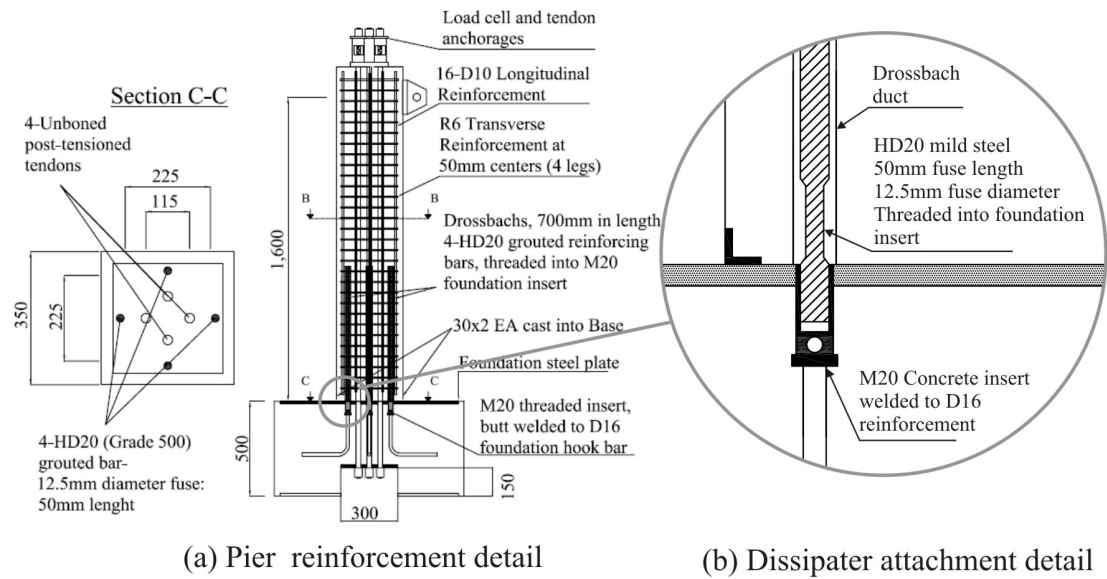 Load cell and tendon
anchorages
16-D10 Longitudinal
Reinforcement
R6 Transverse
Reinforcement at
50mm centers (4 legs)
Drossbachs, 700mm in length
4-HD20 grouted reinforcing
bars, threaded into M20
foundation insert
30x2 EA cast into Base
Foundation steel plate
M20 threaded insert,
butt welded to D16
foundation hook bar
B
B
C
C
1,600
500
150
300
Section C-C
4-Unboned
post-tensioned
tendons
225
115
350
225
4-HD20 (Grade 500)
grouted bar-
12.5mm diameter fuse:
50mm lenght
(a) Pier reinforcement detail
Drossbach
duct
HD20 mild steel
50mm fuse length
12.5mm fuse diameter
Threaded into foundation
insert
M20 Concrete insert
welded to D16
reinforcement
(b) Dissipater attachment detail